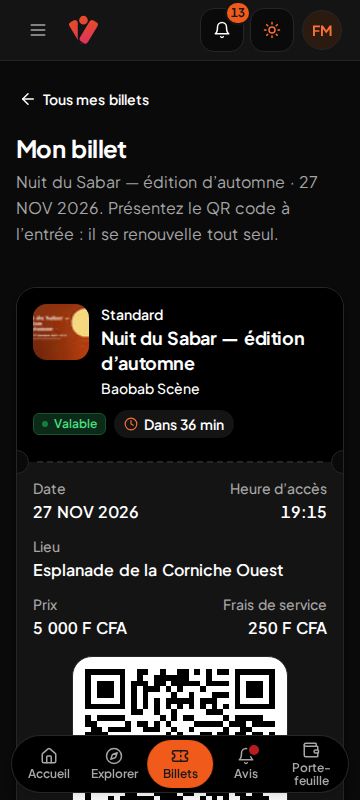 13
FM
Tous mes billets
Mon billet
Nuit du Sabar — édition d’automne · 27
NOV 2026. Présentez le QR code à
l’entrée : il se renouvelle tout seul.
Standard
Nuit du Sabar — édition
d’automne
Baobab Scène
Valable
Dans 36 min
Date
Heure d’accès
27 NOV 2026
19:15
Lieu
Esplanade de la Corniche Ouest
Prix
Frais de service
5 000 F CFA
250 F CFA
Accueil
Explorer
Billets
Avis
Porte-
feuille